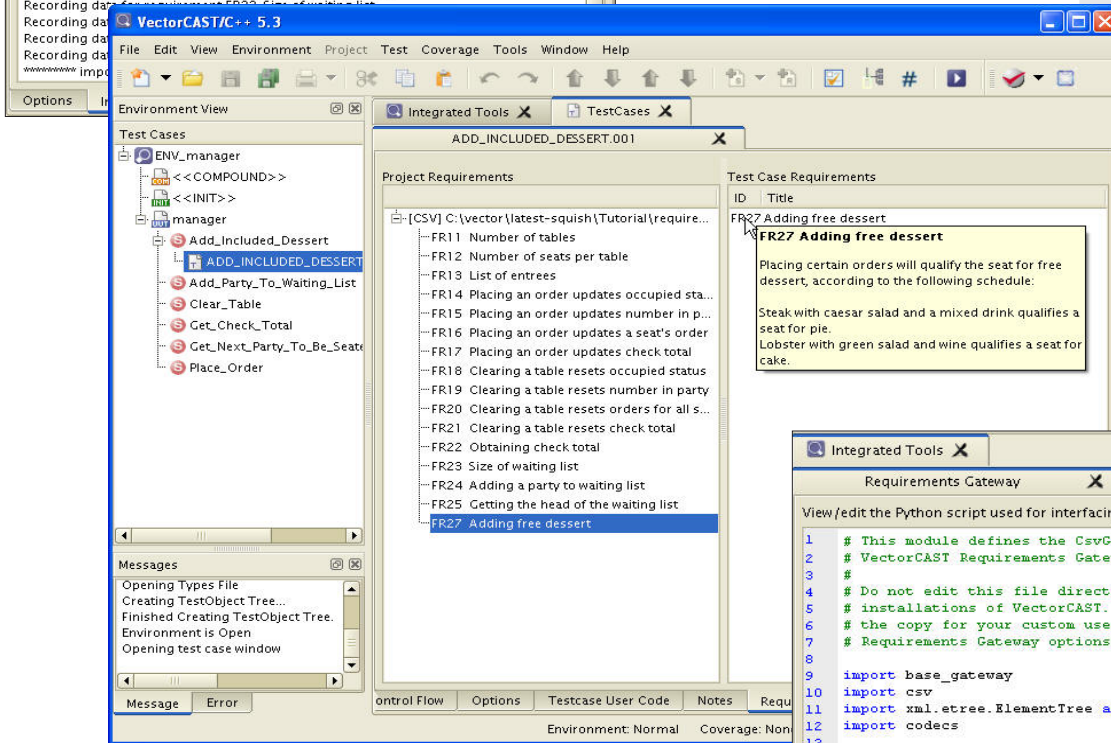 Recording data for requirement FR22 Size of waiting list
Recording dat
Recording dat
Recording dat
********** impo
Options
VectorCAST/C++ 5.3
File Edit View Environment Project Test Coverage Tools Window Help
Environment View
Test Cases
ENV_manager
<<COMPOUND>>
<<INIT>>
manager
Add_Included_Dessert
ADD_INCLUDED_DESSERT
Add_Party_To_Waiting_List
Clear_Table
Get_Check_Total
Get_Next_Party_To_Be_Seate
Place_Order
Messages
Opening Types File
Creating TestObject Tree...
Finished Creating TestObject Tree.
Environment is Open
Opening test case window
Message Error
Integrated Tools TestCases
ADD_INCLUDED_DESSERT.001
Project Requirements
[CSV] C:\vector\latest-squish\Tutorial\require...
FR11 Number of tables
FR12 Number of seats per table
FR13 List of entrees
FR14 Placing an order updates occupied sta...
FR15 Placing an order updates number in p...
FR16 Placing an order updates a seat's order
FR17 Placing an order updates check total
FR18 Clearing a table resets occupied status
FR19 Clearing a table resets number in party
FR20 Clearing a table resets orders for all s...
FR21 Clearing a table resets check total
FR22 Obtaining check total
FR23 Size of waiting list
FR24 Adding a party to waiting list
FR25 Getting the head of the waiting list
FR27 Adding free dessert
Test Case Requirements
ID Title
FR27 Adding free dessert
FR27 Adding free dessert
Placing certain orders will qualify the seat for free
dessert, according to the following schedule:
Steak with caesar salad and a mixed drink qualifies a
seat for pie.
Lobster with green salad and wine qualifies a seat for
cake.
ontrol Flow Options Testcase User Code Notes Requ
Environment: Normal Coverage: Non
Integrated Tools
Requirements Gateway
View/edit the Python script used for interfacin
1 # This module defines the CsvG
2 # VectorCAST Requirements Gate
3 #
4 # Do not edit this file direct
5 # installations of VectorCAST.
6 # the copy for your custom use
7 # Requirements Gateway options
8
9 import base_gateway
10 import csv
11 import xml.etree.ElementTree a
12 import codecs
13